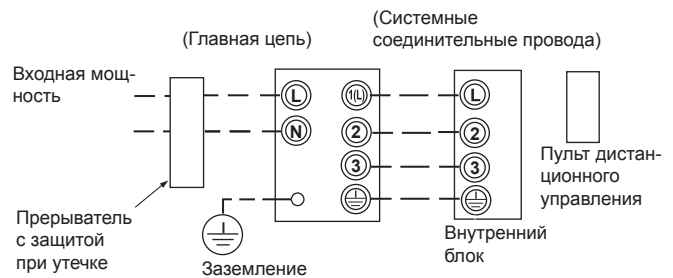 (Системные
соединительные провода)
(Главная цепь)
Входная мощ-
ность
L
1(L)
L
N
2
2
3
3
Пульт дистан-
ционного
управления
Прерыватель
с защитой
при утечке
Заземление
Внутренний
блок